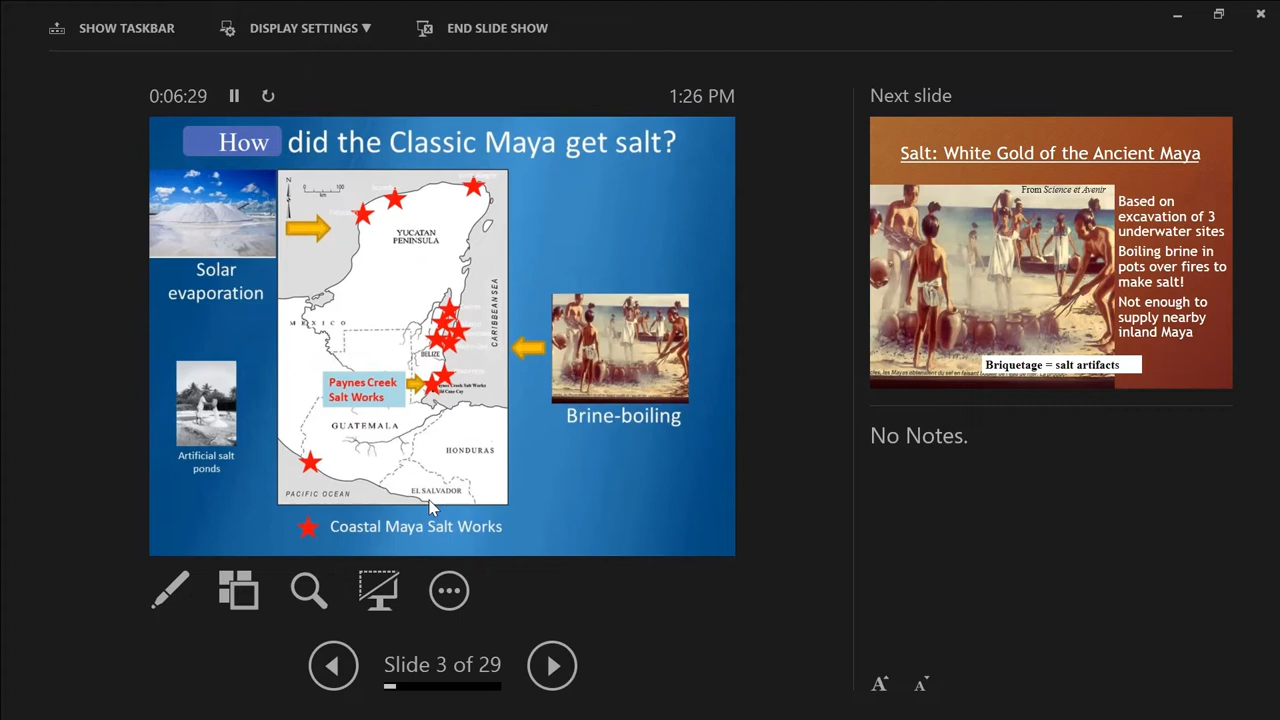 SHOW TASKBAR
DISPLAY SETTINGS ▼
END SLIDE SHOW
0:06:29
1:26 PM
How did the Classic Maya get salt?
N
0 100
km
YUCATAN
PENINSULA
CARIBBEAN SEA
MEXICO
BELIZE
Paynes Creek
Salt Works
GUATEMALA
HONDURAS
EL SALVADOR
PACIFIC OCEAN
Solar
evaporation
Artificial salt
ponds
Brine-boiling
Coastal Maya Salt Works
Slide 3 of 29
Next slide
Salt: White Gold of the Ancient Maya
From Science et Avenir
Based on
excavation of 3
underwater sites
Boiling brine in
pots over fires to
make salt!
Not enough to
supply nearby
inland Maya
Briquetage = salt artifacts
No Notes.
A
A